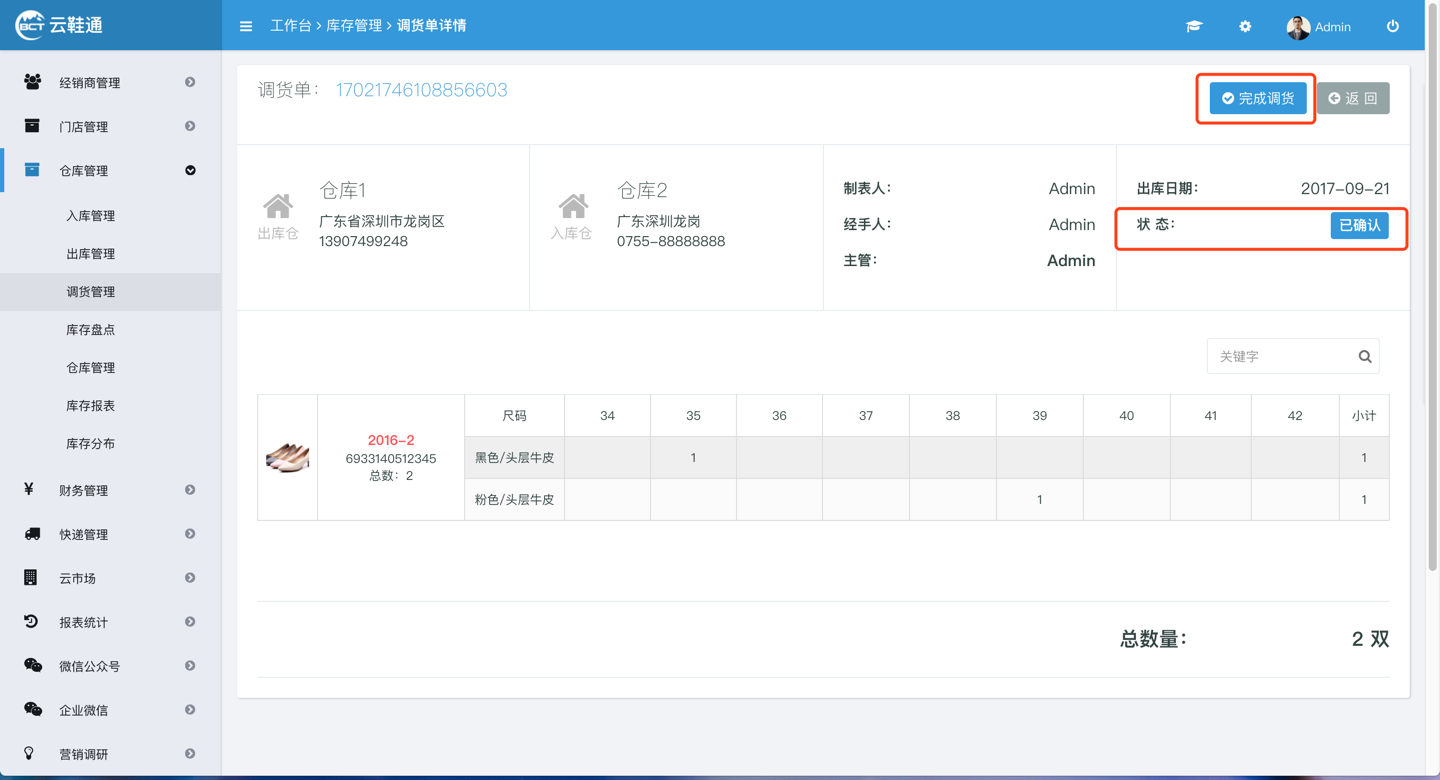 BCT 云鞋通
工作台 > 库存管理 > 调货单详情
Admin
经销商管理
门店管理
仓库管理
入库管理
出库管理
调货管理
库存盘点
仓库管理
库存报表
库存分布
¥ 财务管理
快递管理
云市场
报表统计
微信公众号
企业微信
营销调研
调货单： 17021746108856603
完成调货
返 回
出库仓
仓库1
广东省深圳市龙岗区
13907499248
入库仓
仓库2
广东深圳龙岗
0755-88888888
制表人： Admin
经手人： Admin
主管： Admin
出库日期： 2017-09-21
状 态： 已确认
关键字
2016-2
6933140512345
总数：2
尺码 34 35 36 37 38 39 40 41 42 小计
黑色/头层牛皮 1 1
粉色/头层牛皮 1 1
总数量： 2 双